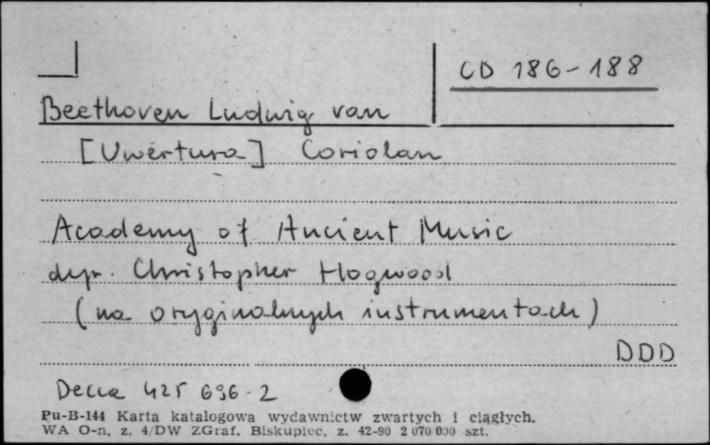 CD 186-188
Beethoven Ludwig van
[Uwertura] Coriolan
Academy of Ancient Music
dyr. Christopher Hogwood
(na oryginalnych instrumentach)
DDD
Decca 425 696-2
Pu-B-144 Karta katalogowa wydawnictw zwartych i ciągłych.
WA O-n, z. 4/DW ZGraf. Biskupiec, z. 42-90 2 070 000 szt.